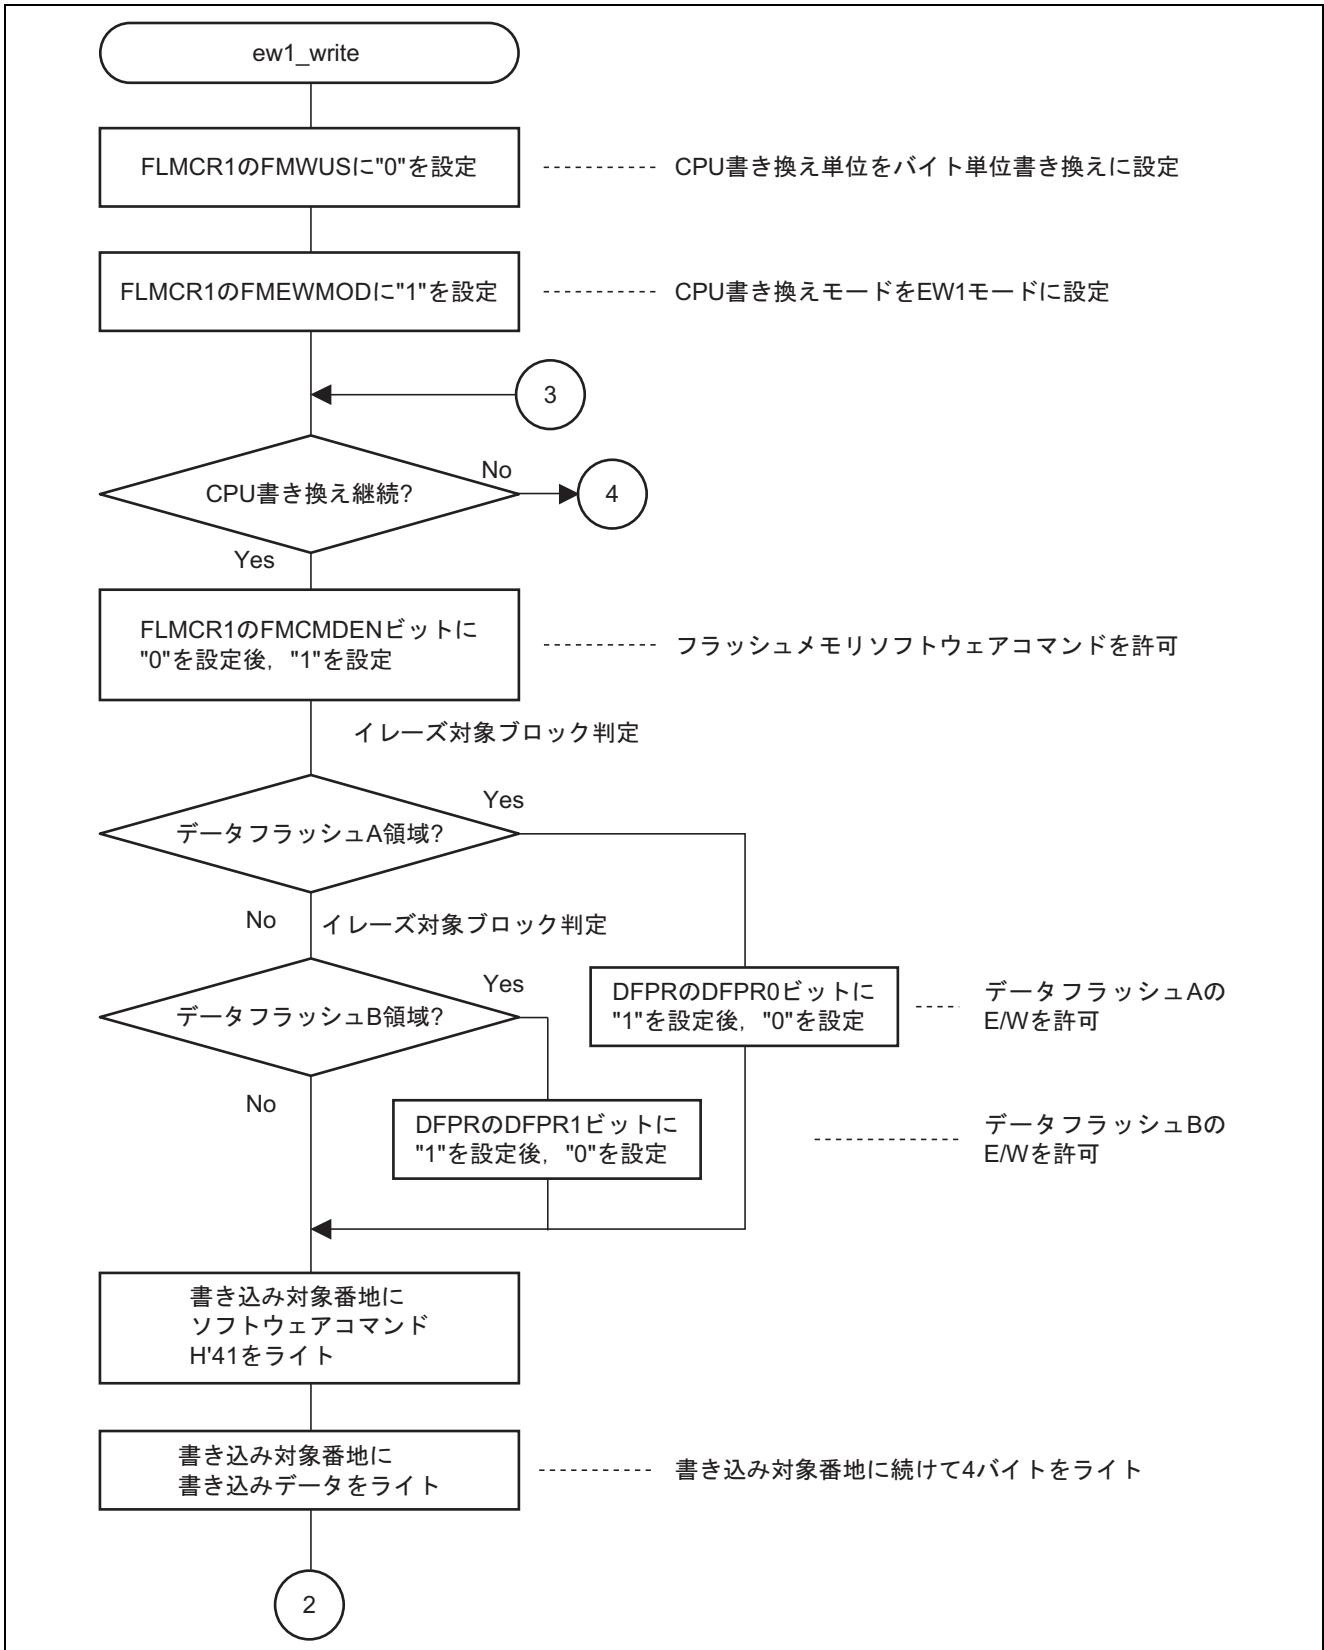 ew1_write
FLMCR1のFMWUSに"0"を設定
CPU書き換え単位をバイト単位書き換えに設定
FLMCR1のFMEWMODに"1"を設定
CPU書き換えモードをEW1モードに設定
3
CPU書き換え継続?
No
4
Yes
FLMCR1のFMCMDENビットに
"0"を設定後，"1"を設定
フラッシュメモリソフトウェアコマンドを許可
イレーズ対象ブロック判定
データフラッシュA領域?
Yes
No
イレーズ対象ブロック判定
データフラッシュB領域?
Yes
DFPRのDFPR0ビットに
"1"を設定後，"0"を設定
データフラッシュAの
E/Wを許可
No
DFPRのDFPR1ビットに
"1"を設定後，"0"を設定
データフラッシュBの
E/Wを許可
書き込み対象番地に
ソフトウェアコマンド
H'41をライト
書き込み対象番地に
書き込みデータをライト
書き込み対象番地に続けて4バイトをライト
2